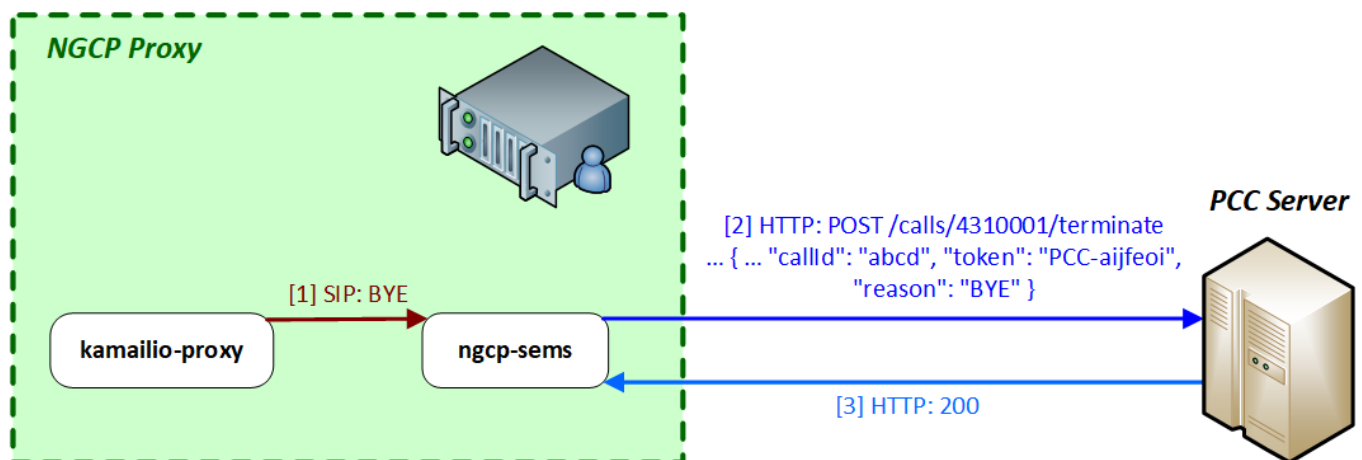 NGCP Proxy
PCC Server
[2] HTTP: POST /calls/4310001/terminate
... { ... "callId": "abcd", "token": "PCC-aijfeoi",
"reason": "BYE" }
[1] SIP: BYE
kamailio-proxy
ngcp-sems
[3] HTTP: 200